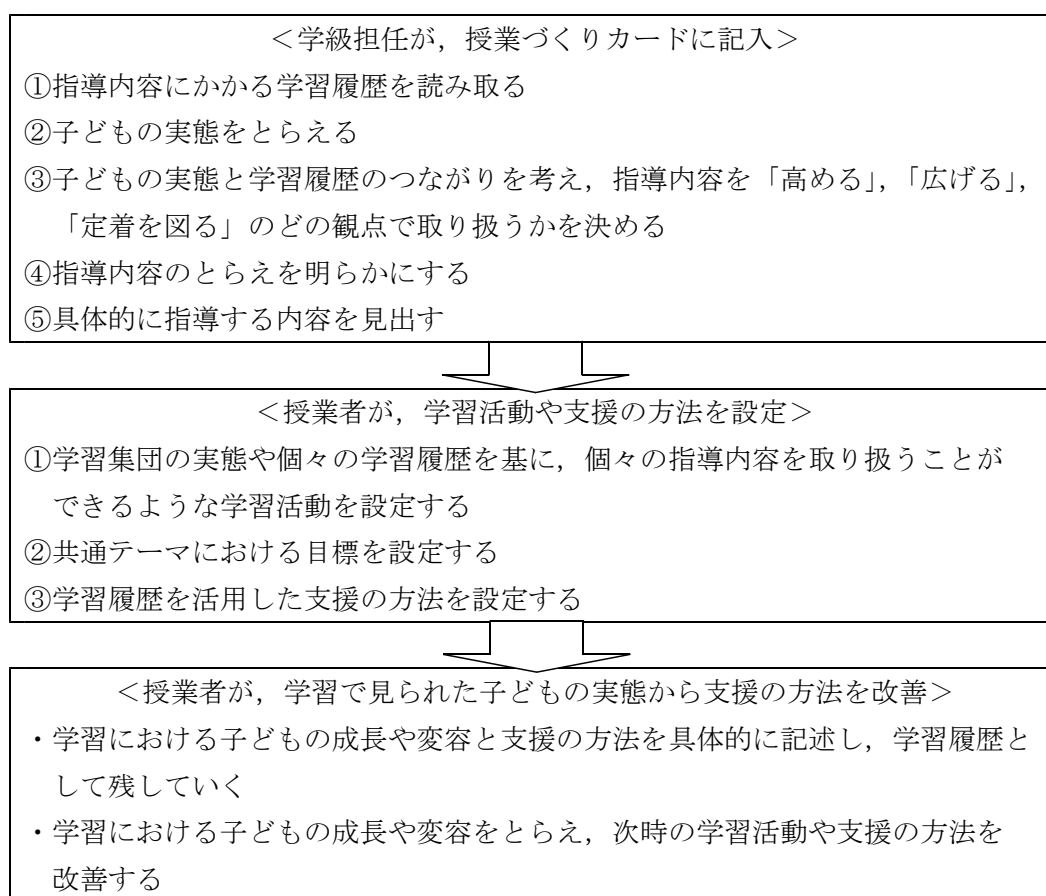 ＜学級担任が，授業づくりカードに記入＞
①指導内容にかかる学習履歴を読み取る
②子どもの実態をとらえる
③子どもの実態と学習履歴のつながりを考え，指導内容を「高める」，「広げる」，
「定着を図る」のどの観点で取り扱うかを決める
④指導内容のとらえを明らかにする
⑤具体的に指導する内容を見出す
＜授業者が，学習活動や支援の方法を設定＞
①学習集団の実態や個々の学習履歴を基に，個々の指導内容を取り扱うことが
できるような学習活動を設定する
②共通テーマにおける目標を設定する
③学習履歴を活用した支援の方法を設定する
＜授業者が，学習で見られた子どもの実態から支援の方法を改善＞
・学習における子どもの成長や変容と支援の方法を具体的に記述し，学習履歴と
して残していく
・学習における子どもの成長や変容をとらえ，次時の学習活動や支援の方法を
改善する